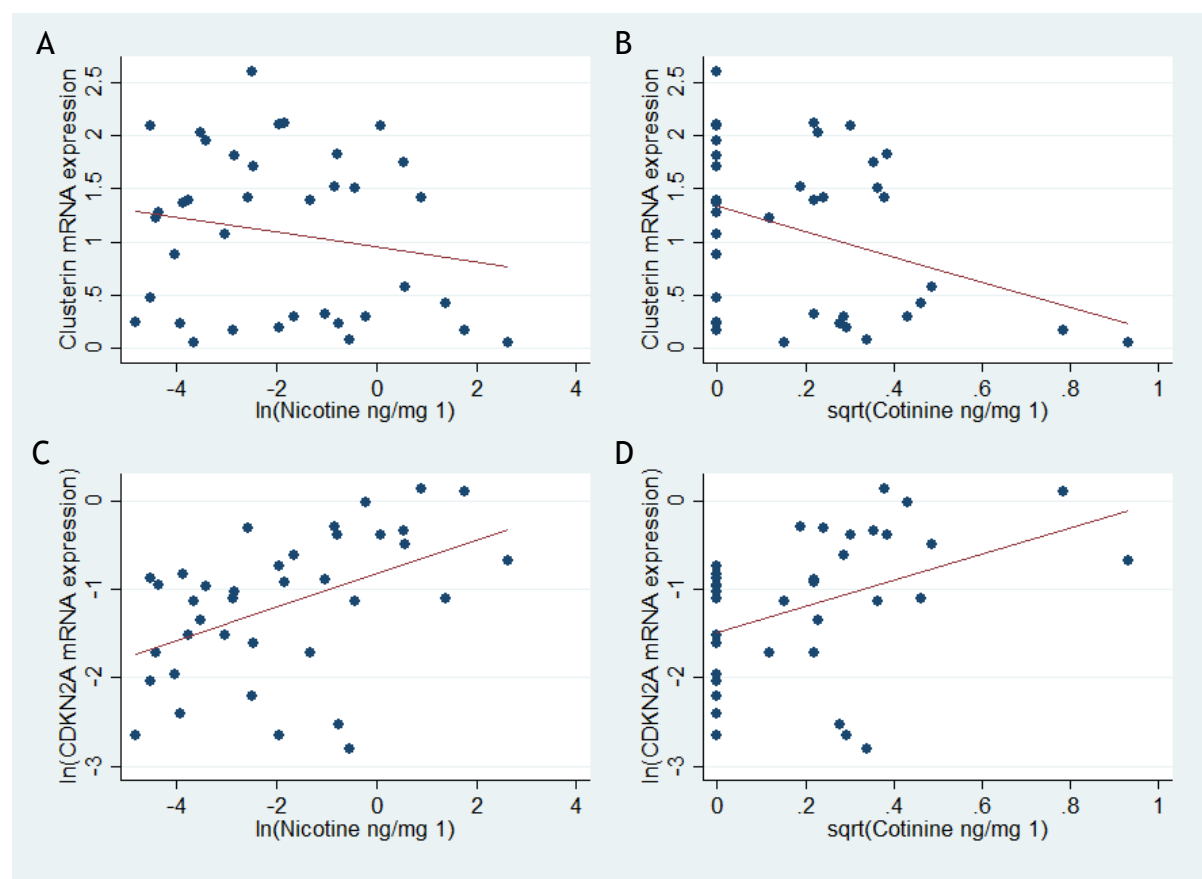 A
Clusterin mRNA expression
2.5
2
1.5
1
.5
0
-4 -2 0 2 4
ln(Nicotine ng/mg 1)
B
Clusterin mRNA expression
2.5
2
1.5
1
.5
0
0 .2 .4 .6 .8 1
sqrt(Cotinine ng/mg 1)
C
ln(CDKN2A mRNA expression)
0
-1
-2
-3
-4 -2 0 2 4
ln(Nicotine ng/mg 1)
D
ln(CDKN2A mRNA expression)
0
-1
-2
-3
0 .2 .4 .6 .8 1
sqrt(Cotinine ng/mg 1)